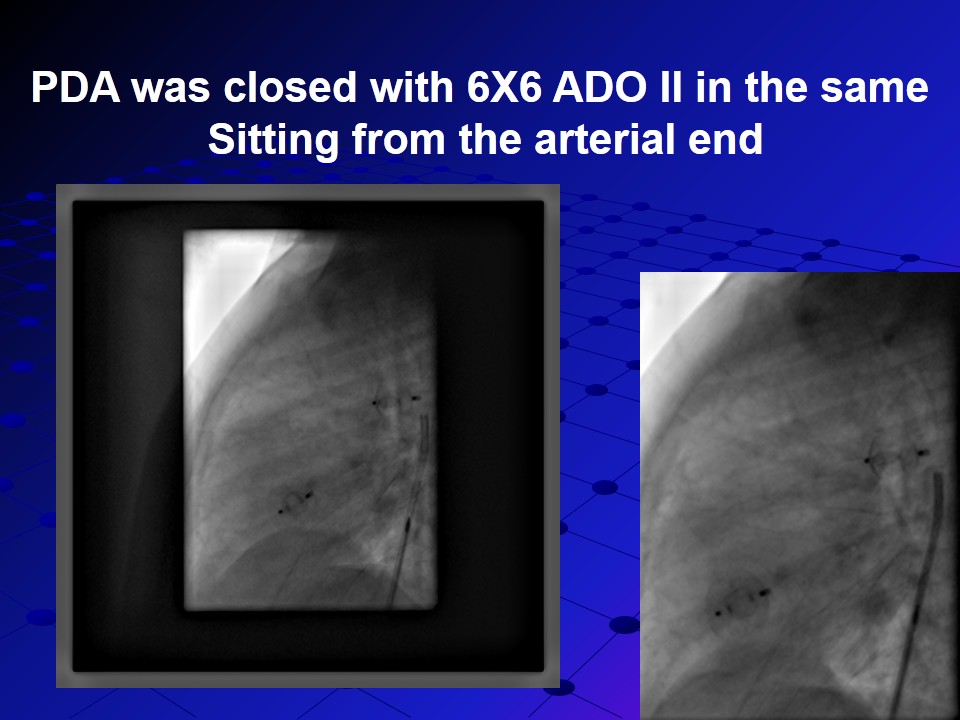 PDA was closed with 6X6 ADO II in the same
Sitting from the arterial end